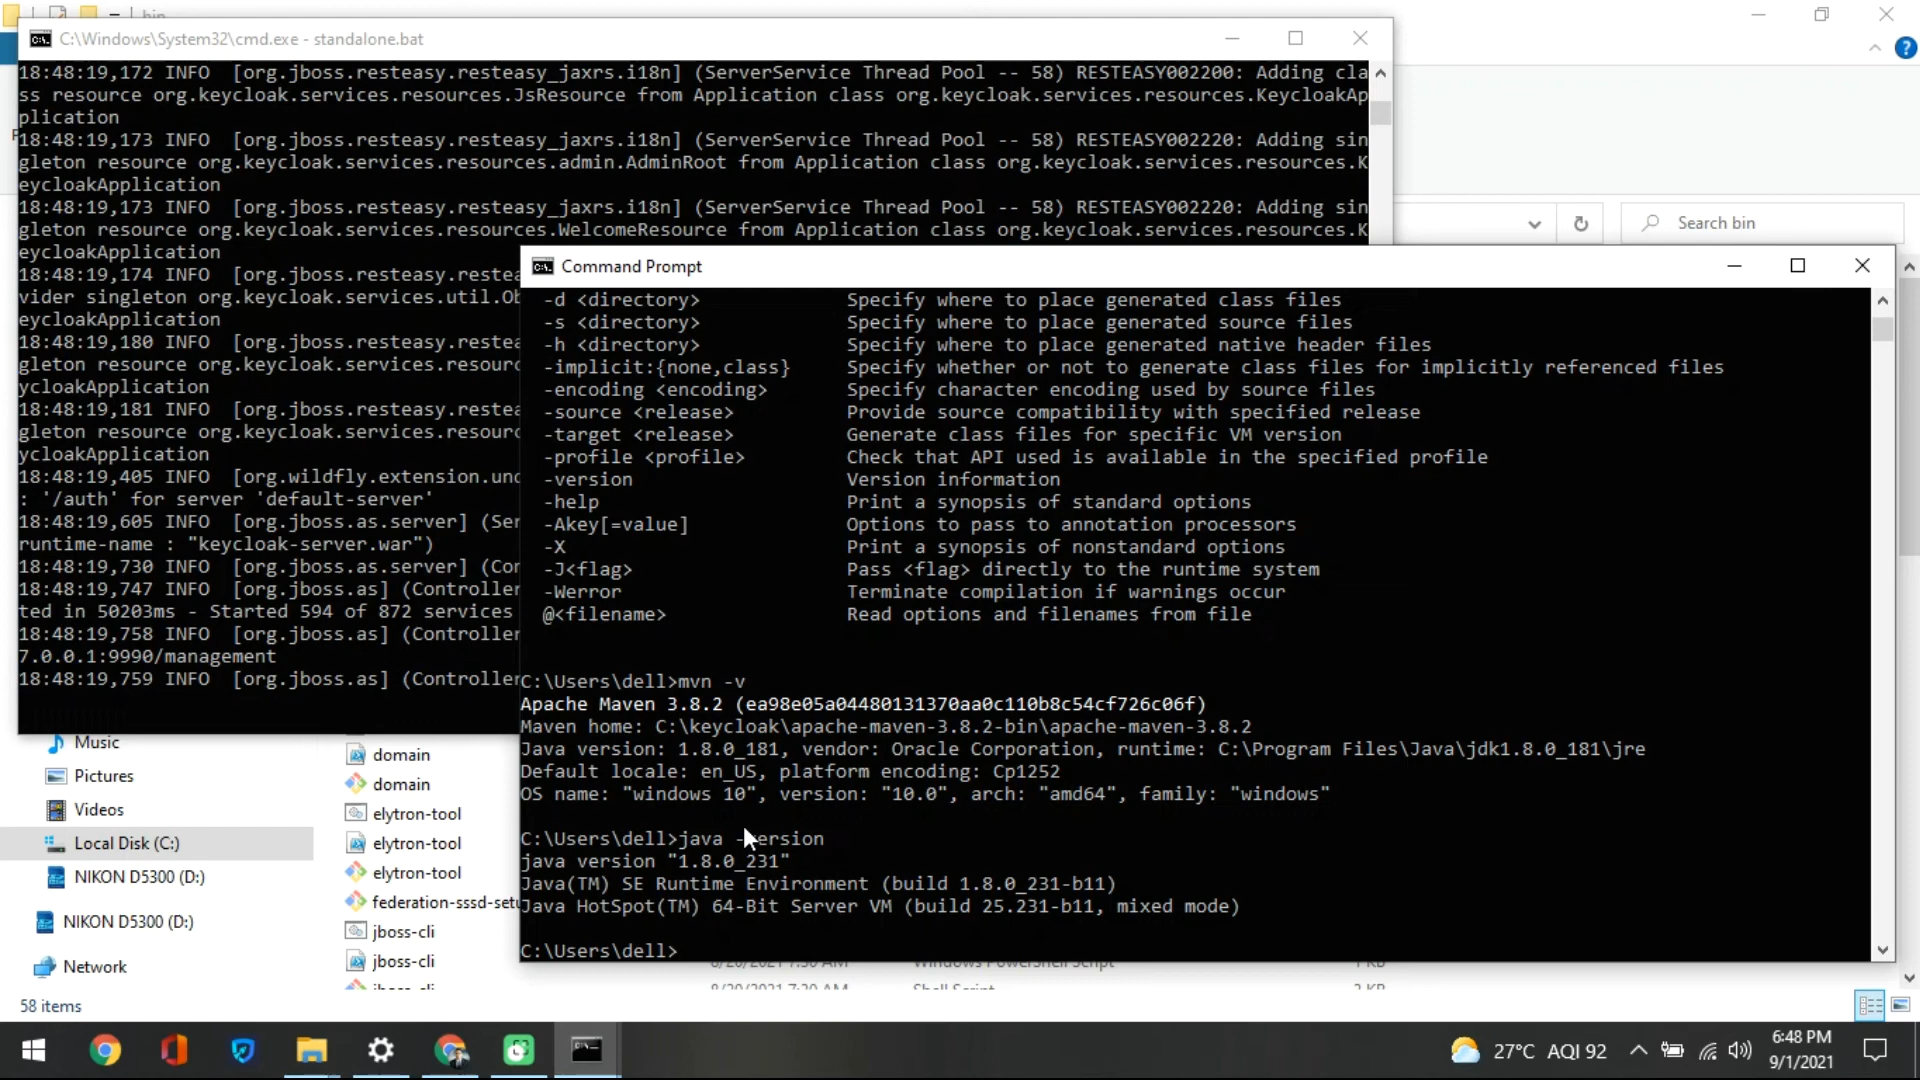 bin
C:\Windows\System32\cmd.exe - standalone.bat
18:48:19,172 INFO  [org.jboss.resteasy.resteasy_jaxrs.i18n] (ServerService Thread Pool -- 58) RESTEASY002200: Adding cla
ss resource org.keycloak.services.resources.JsResource from Application class org.keycloak.services.resources.KeycloakAp
plication
18:48:19,173 INFO  [org.jboss.resteasy.resteasy_jaxrs.i18n] (ServerService Thread Pool -- 58) RESTEASY002220: Adding sin
gleton resource org.keycloak.services.resources.admin.AdminRoot from Application class org.keycloak.services.resources.K
eycloakApplication
18:48:19,173 INFO  [org.jboss.resteasy.resteasy_jaxrs.i18n] (ServerService Thread Pool -- 58) RESTEASY002220: Adding sin
gleton resource org.keycloak.services.resources.WelcomeResource from Application class org.keycloak.services.resources.K
eycloakApplication
18:48:19,174 INFO  [org.jboss.resteasy.restea
vider singleton org.keycloak.services.util.Ob
eycloakApplication
18:48:19,180 INFO  [org.jboss.resteasy.restea
gleton resource org.keycloak.services.resourc
ycloakApplication
18:48:19,181 INFO  [org.jboss.resteasy.restea
gleton resource org.keycloak.services.resourc
ycloakApplication
18:48:19,405 INFO  [org.wildfly.extension.und
: '/auth' for server 'default-server'
18:48:19,605 INFO  [org.jboss.as.server] (Ser
runtime-name : "keycloak-server.war")
18:48:19,730 INFO  [org.jboss.as.server] (Con
18:48:19,747 INFO  [org.jboss.as] (Controller
ted in 50203ms - Started 594 of 872 services
18:48:19,758 INFO  [org.jboss.as] (Controller
7.0.0.1:9990/management
18:48:19,759 INFO  [org.jboss.as] (Controller
Search bin
Command Prompt
-d <directory> Specify where to place generated class files
-s <directory> Specify where to place generated source files
-h <directory> Specify where to place generated native header files
-implicit:{none,class} Specify whether or not to generate class files for implicitly referenced files
-encoding <encoding> Specify character encoding used by source files
-source <release> Provide source compatibility with specified release
-target <release> Generate class files for specific VM version
-profile <profile> Check that API used is available in the specified profile
-version Version information
-help Print a synopsis of standard options
-Akey[=value] Options to pass to annotation processors
-X Print a synopsis of nonstandard options
-J<flag> Pass <flag> directly to the runtime system
-Werror Terminate compilation if warnings occur
@<filename> Read options and filenames from file
C:\Users\dell>mvn -v
Apache Maven 3.8.2 (ea98e05a04480131370aa0c110b8c54cf726c06f)
Maven home: C:\keycloak\apache-maven-3.8.2-bin\apache-maven-3.8.2
Java version: 1.8.0_181, vendor: Oracle Corporation, runtime: C:\Program Files\Java\jdk1.8.0_181\jre
Default locale: en_US, platform encoding: Cp1252
OS name: "windows 10", version: "10.0", arch: "amd64", family: "windows"
C:\Users\dell>java -version
java version "1.8.0_231"
Java(TM) SE Runtime Environment (build 1.8.0_231-b11)
Java HotSpot(TM) 64-Bit Server VM (build 25.231-b11, mixed mode)
C:\Users\dell>
Music
Pictures
Videos
Local Disk (C:)
NIKON D5300 (D:)
NIKON D5300 (D:)
Network
domain
domain
elytron-tool
elytron-tool
elytron-tool
federation-sssd-setu
jboss-cli
jboss-cli
jboss-cli
58 items
27°C AQI 92
6:48 PM
9/1/2021